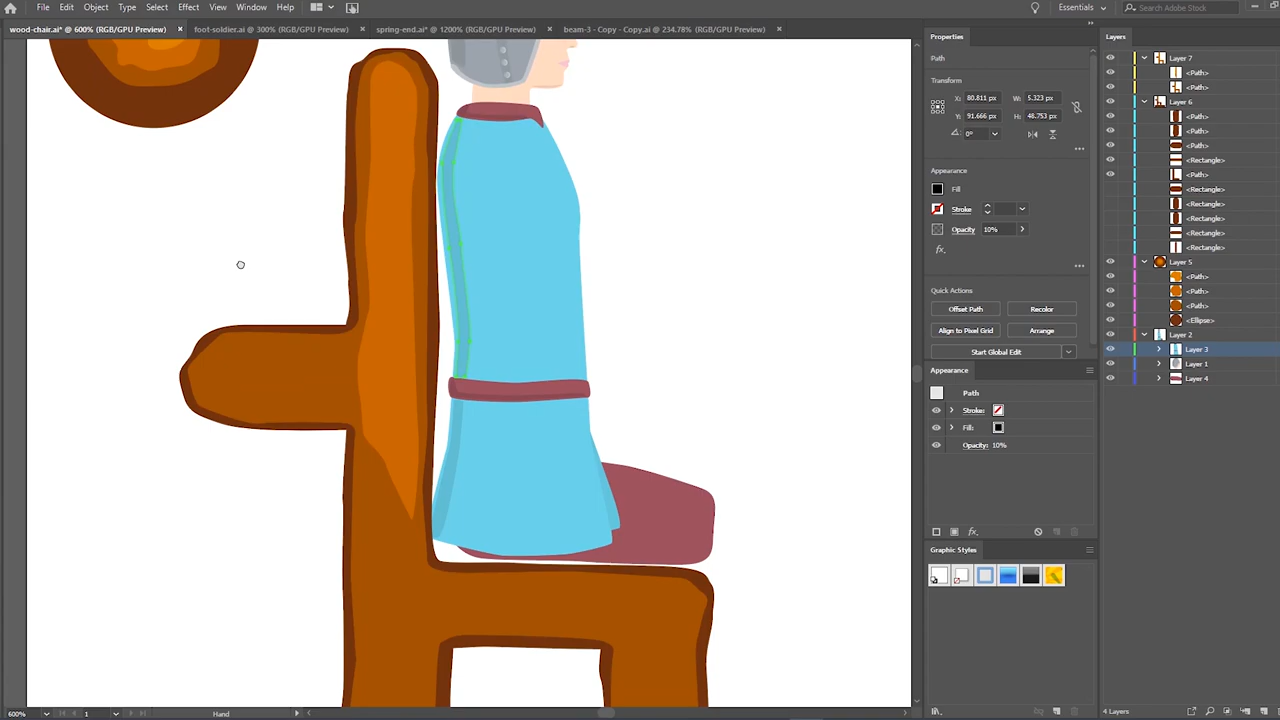 File Edit Object Type Select Effect View Window Help
Essentials
Search Adobe Stock
wood-chair.ai* @ 600% (RGB/GPU Preview) ×
foot-soldier.ai @ 300% (RGB/GPU Preview) ×
spring-end.ai* @ 1200% (RGB/GPU Preview) ×
beam-3 - Copy - Copy.ai @ 234.78% (RGB/GPU Preview) ×
Properties
Path
Transform
X: 80.811 px W: 5.323 px
Y: 91.666 px H: 48.753 px
0°
Appearance
Fill
Stroke
Opacity 10%
fx.
Quick Actions
Offset Path Recolor
Align to Pixel Grid Arrange
Start Global Edit
Appearance
Path
Stroke:
Fill:
Opacity: 10%
fx.
Graphic Styles
Layers
Layer 7
<Path>
<Path>
Layer 6
<Path>
<Path>
<Path>
<Rectangle>
<Path>
<Rectangle>
<Rectangle>
<Rectangle>
<Rectangle>
<Rectangle>
Layer 5
<Path>
<Path>
<Path>
<Ellipse>
Layer 2
Layer 3
Layer 1
Layer 4
4 Layers
600% 1 Hand